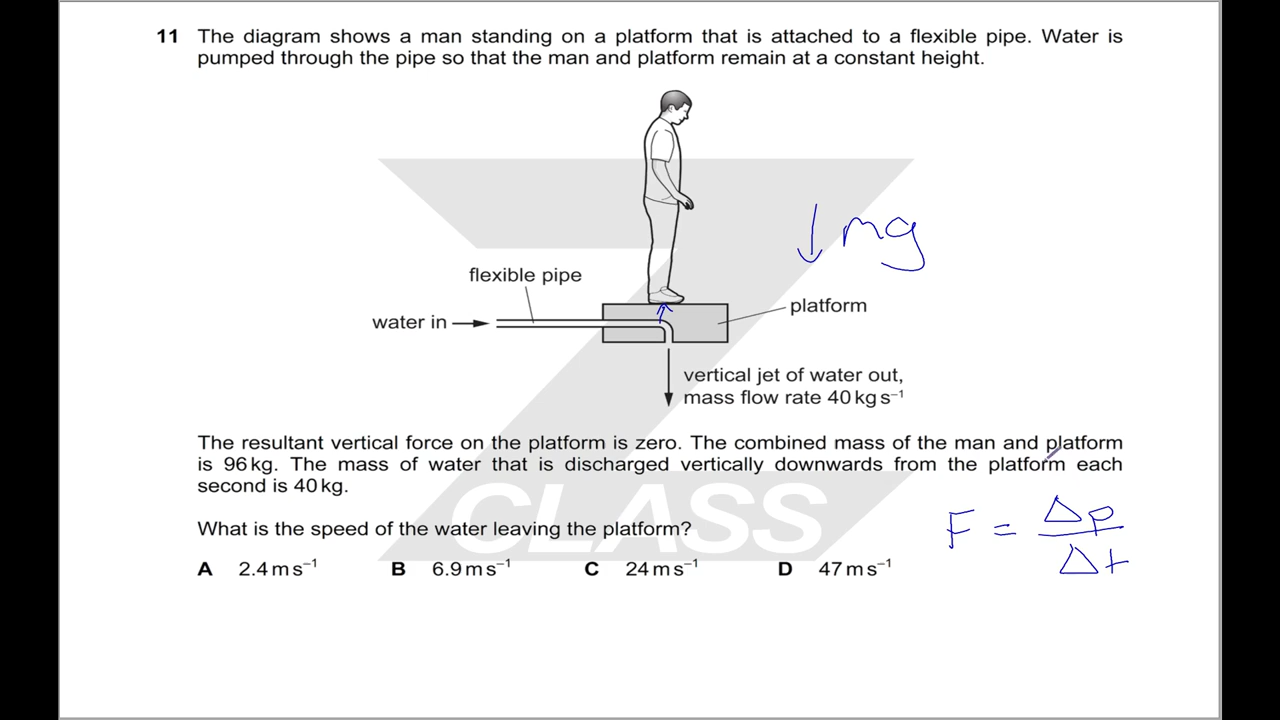 11 The diagram shows a man standing on a platform that is attached to a flexible pipe. Water is
pumped through the pipe so that the man and platform remain at a constant height.
↓ mg
flexible pipe
platform
water in
vertical jet of water out,
mass flow rate 40 kg s⁻¹
The resultant vertical force on the platform is zero. The combined mass of the man and platform
is 96 kg. The mass of water that is discharged vertically downwards from the platform each
second is 40 kg.
What is the speed of the water leaving the platform?
F = Δp / Δt
A 2.4 m s⁻¹ B 6.9 m s⁻¹ C 24 m s⁻¹ D 47 m s⁻¹
CLASS